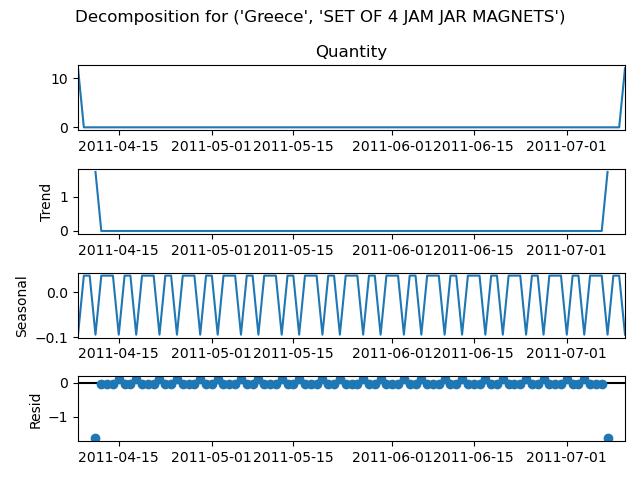 Decomposition for ('Greece', 'SET OF 4 JAM JAR MAGNETS')
Quantity
10
0
2011-04-15 2011-05-01 2011-05-15 2011-06-01 2011-06-15 2011-07-01
Trend
1
0
2011-04-15 2011-05-01 2011-05-15 2011-06-01 2011-06-15 2011-07-01
Seasonal
0.0
−0.1
2011-04-15 2011-05-01 2011-05-15 2011-06-01 2011-06-15 2011-07-01
Resid
0
−1
2011-04-15 2011-05-01 2011-05-15 2011-06-01 2011-06-15 2011-07-01